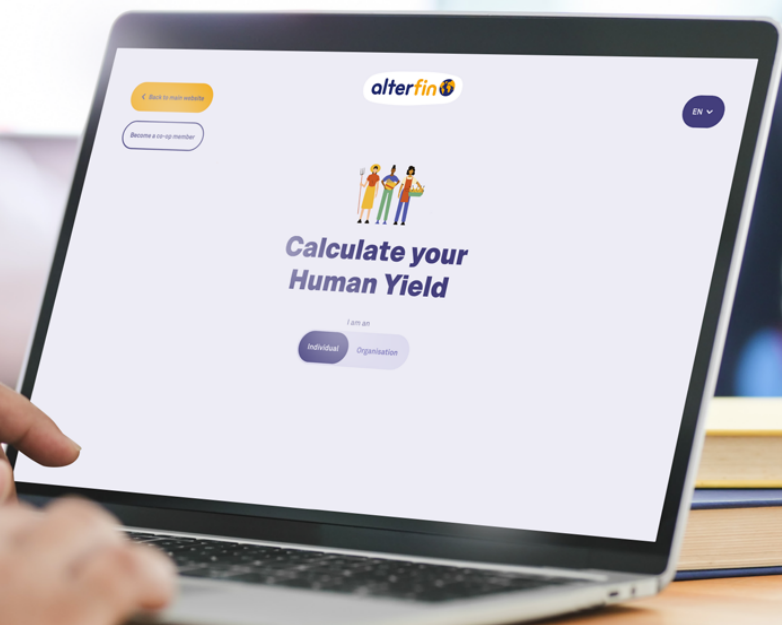 alterfin
< Back to main website
EN
Become a co-op member
Calculate your
Human Yield
I am an
Individual
Organisation